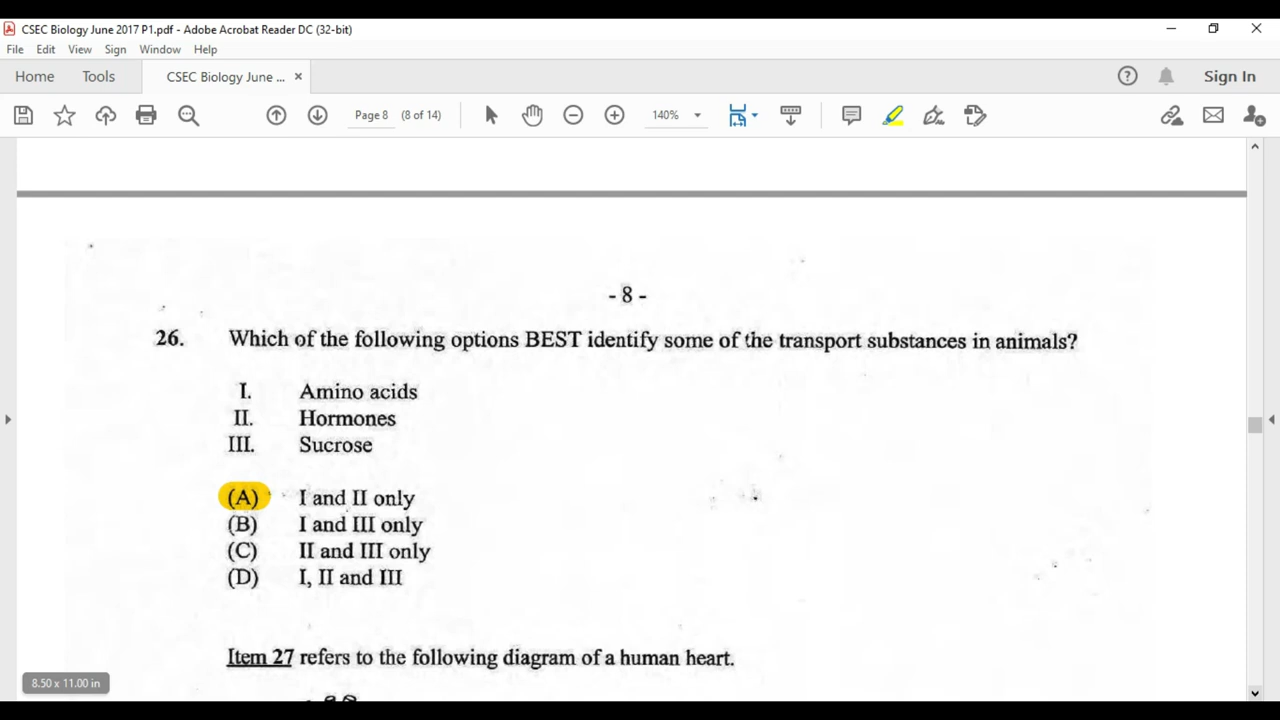 CSEC Biology June 2017 P1.pdf - Adobe Acrobat Reader DC (32-bit)
File Edit View Sign Window Help
Home Tools CSEC Biology June ... × Sign In
Page 8 (8 of 14) 140%
- 8 -
26. Which of the following options BEST identify some of the transport substances in animals?
I. Amino acids
II. Hormones
III. Sucrose
(A) I and II only
(B) I and III only
(C) II and III only
(D) I, II and III
Item 27 refers to the following diagram of a human heart.
8.50 x 11.00 in